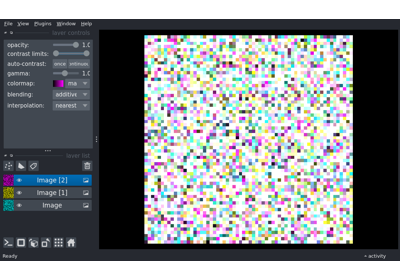 File View Plugins Window Help
layer controls
opacity: 1.0
contrast limits:
auto-contrast: once
gamma: 1.0
colormap: ma
blending: additive
interpolation: nearest
layer list
Image [2]
Image [1]
Image
Ready
activity